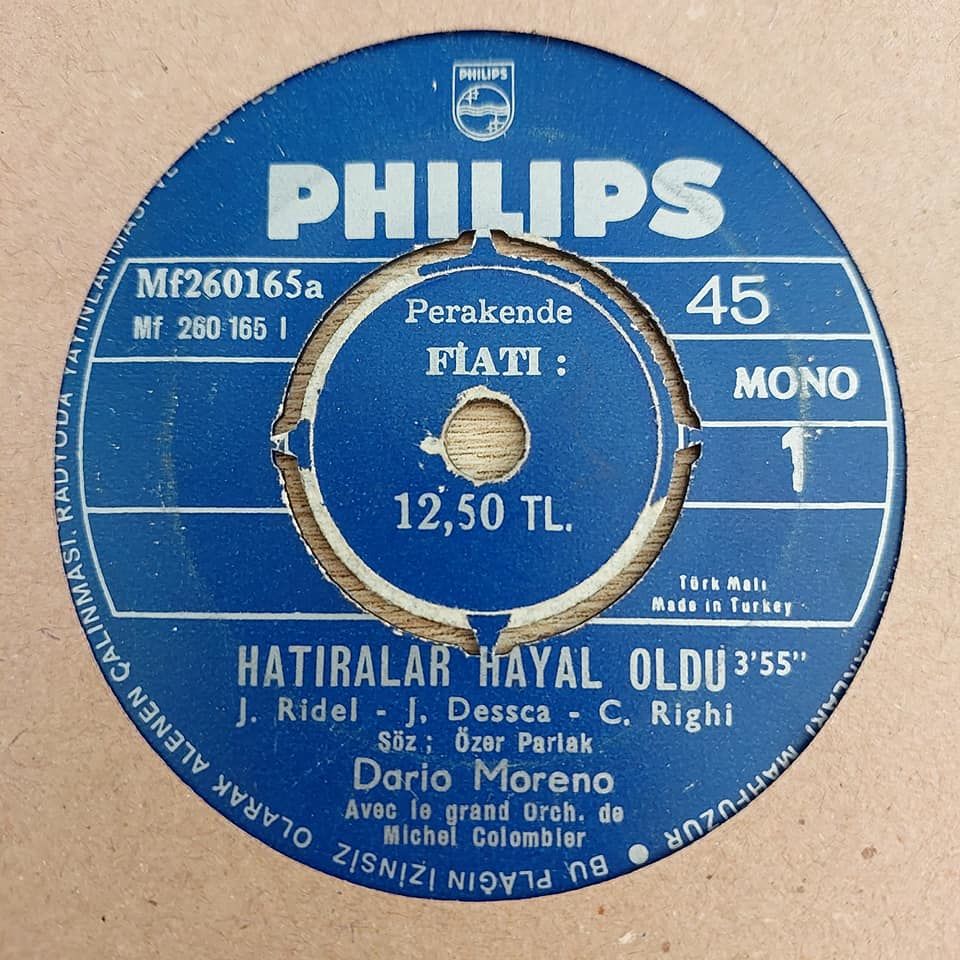 PHILIPS
PHILIPS
Mf260165a
Mf 260 165 I
45
MONO
1
Perakende
FİATI :
12,50 TL.
Türk Malı
Made in Turkey
HATIRALAR HAYAL OLDU 3'55"
J. Ridel - J. Dessca - C. Righi
Söz ; Özer Parlak
Dario Moreno
Avec le grand Orch. de
Michel Colombier
MAHFUZUR ● BU PLAĞIN İZİNSİZ OLARAK ALENEN ÇALINMASI. RADYODA YAYINLANMASI VE